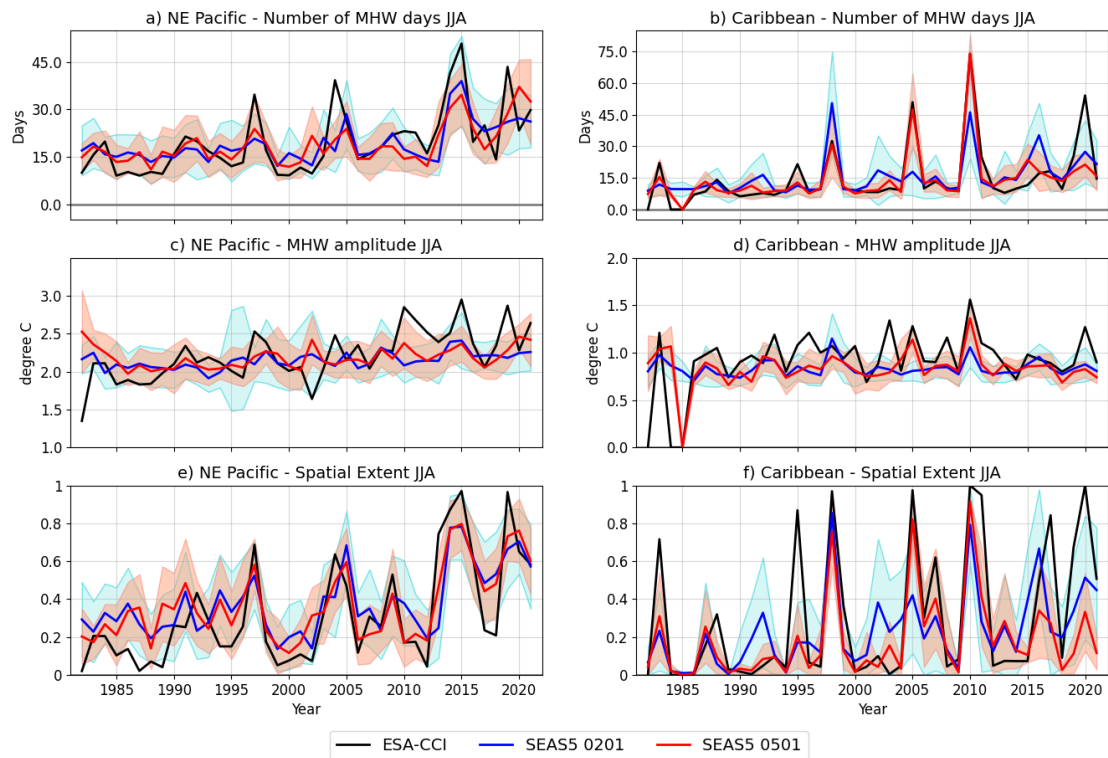 a) NE Pacific - Number of MHW days JJA
45.0
30.0
15.0
0.0
Days
b) Caribbean - Number of MHW days JJA
75.0
60.0
45.0
30.0
15.0
0.0
Days
c) NE Pacific - MHW amplitude JJA
3.0
2.5
2.0
1.5
1.0
degree C
d) Caribbean - MHW amplitude JJA
2.0
1.5
1.0
0.5
0.0
degree C
e) NE Pacific - Spatial Extent JJA
1
0.8
0.6
0.4
0.2
0
1985 1990 1995 2000 2005 2010 2015 2020
Year
f) Caribbean - Spatial Extent JJA
1
0.8
0.6
0.4
0.2
0
1985 1990 1995 2000 2005 2010 2015 2020
Year
ESA-CCI SEAS5 0201 SEAS5 0501